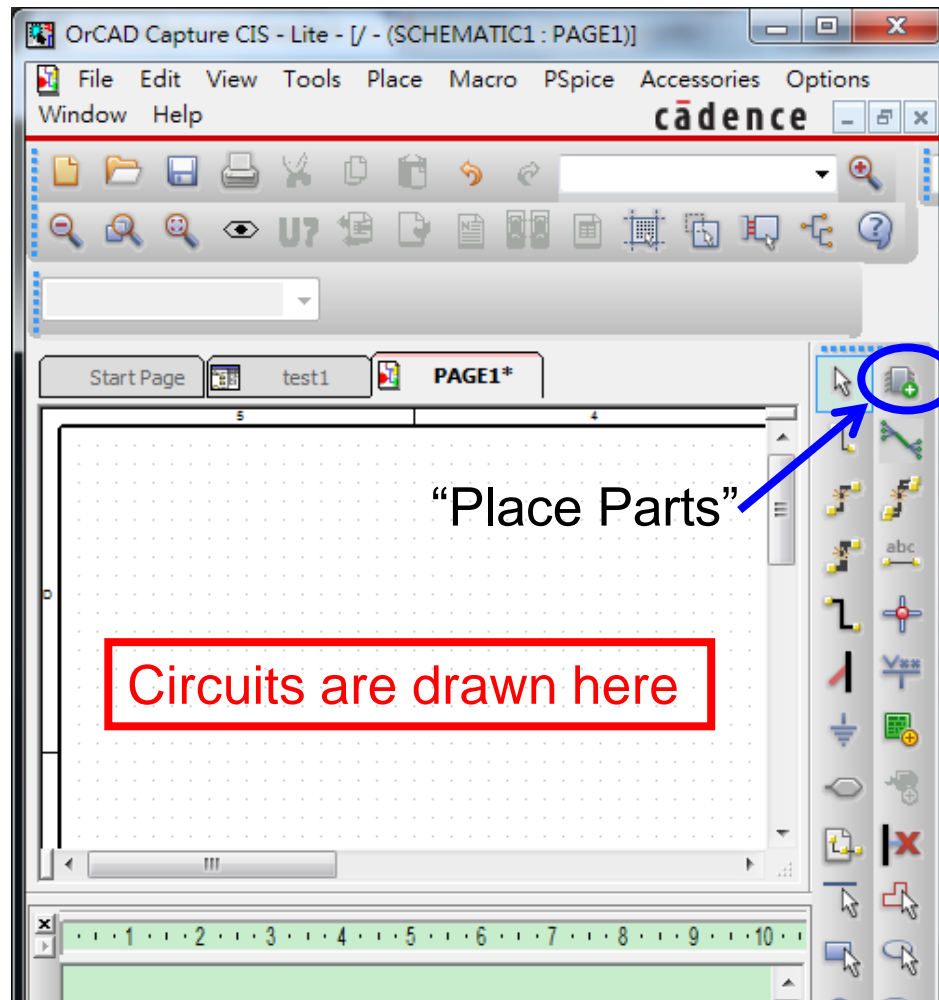 OrCAD Capture CIS - Lite - [/ - (SCHEMATIC1 : PAGE1)]
File Edit View Tools Place Macro PSpice Accessories Options
Window Help
cādence
U?
Start Page test1 PAGE1*
5 4
“Place Parts”
abc
D
Circuits are drawn here
1 2 3 4 5 6 7 8 9 10